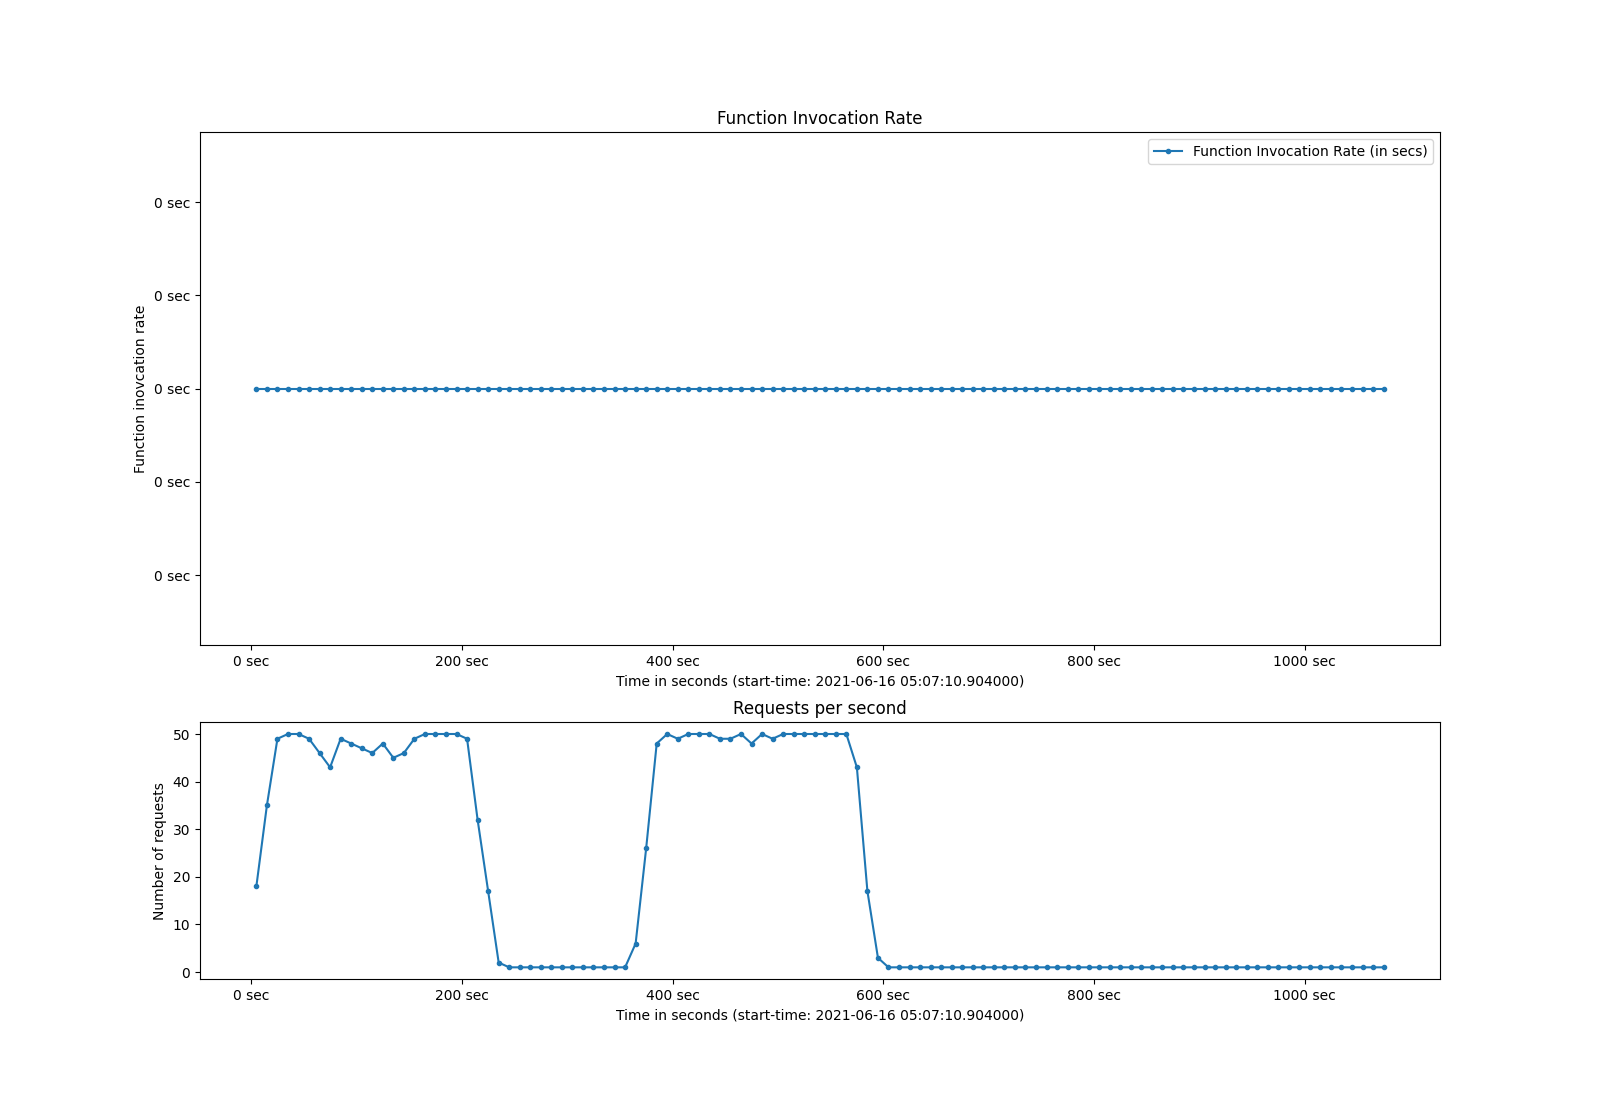 Function Invocation Rate
Function Invocation Rate (in secs)
0 sec
0 sec
0 sec
0 sec
0 sec
Function inovcation rate
0 sec 200 sec 400 sec 600 sec 800 sec 1000 sec
Time in seconds (start-time: 2021-06-16 05:07:10.904000)
Requests per second
50
40
30
20
10
0
Number of requests
0 sec 200 sec 400 sec 600 sec 800 sec 1000 sec
Time in seconds (start-time: 2021-06-16 05:07:10.904000)